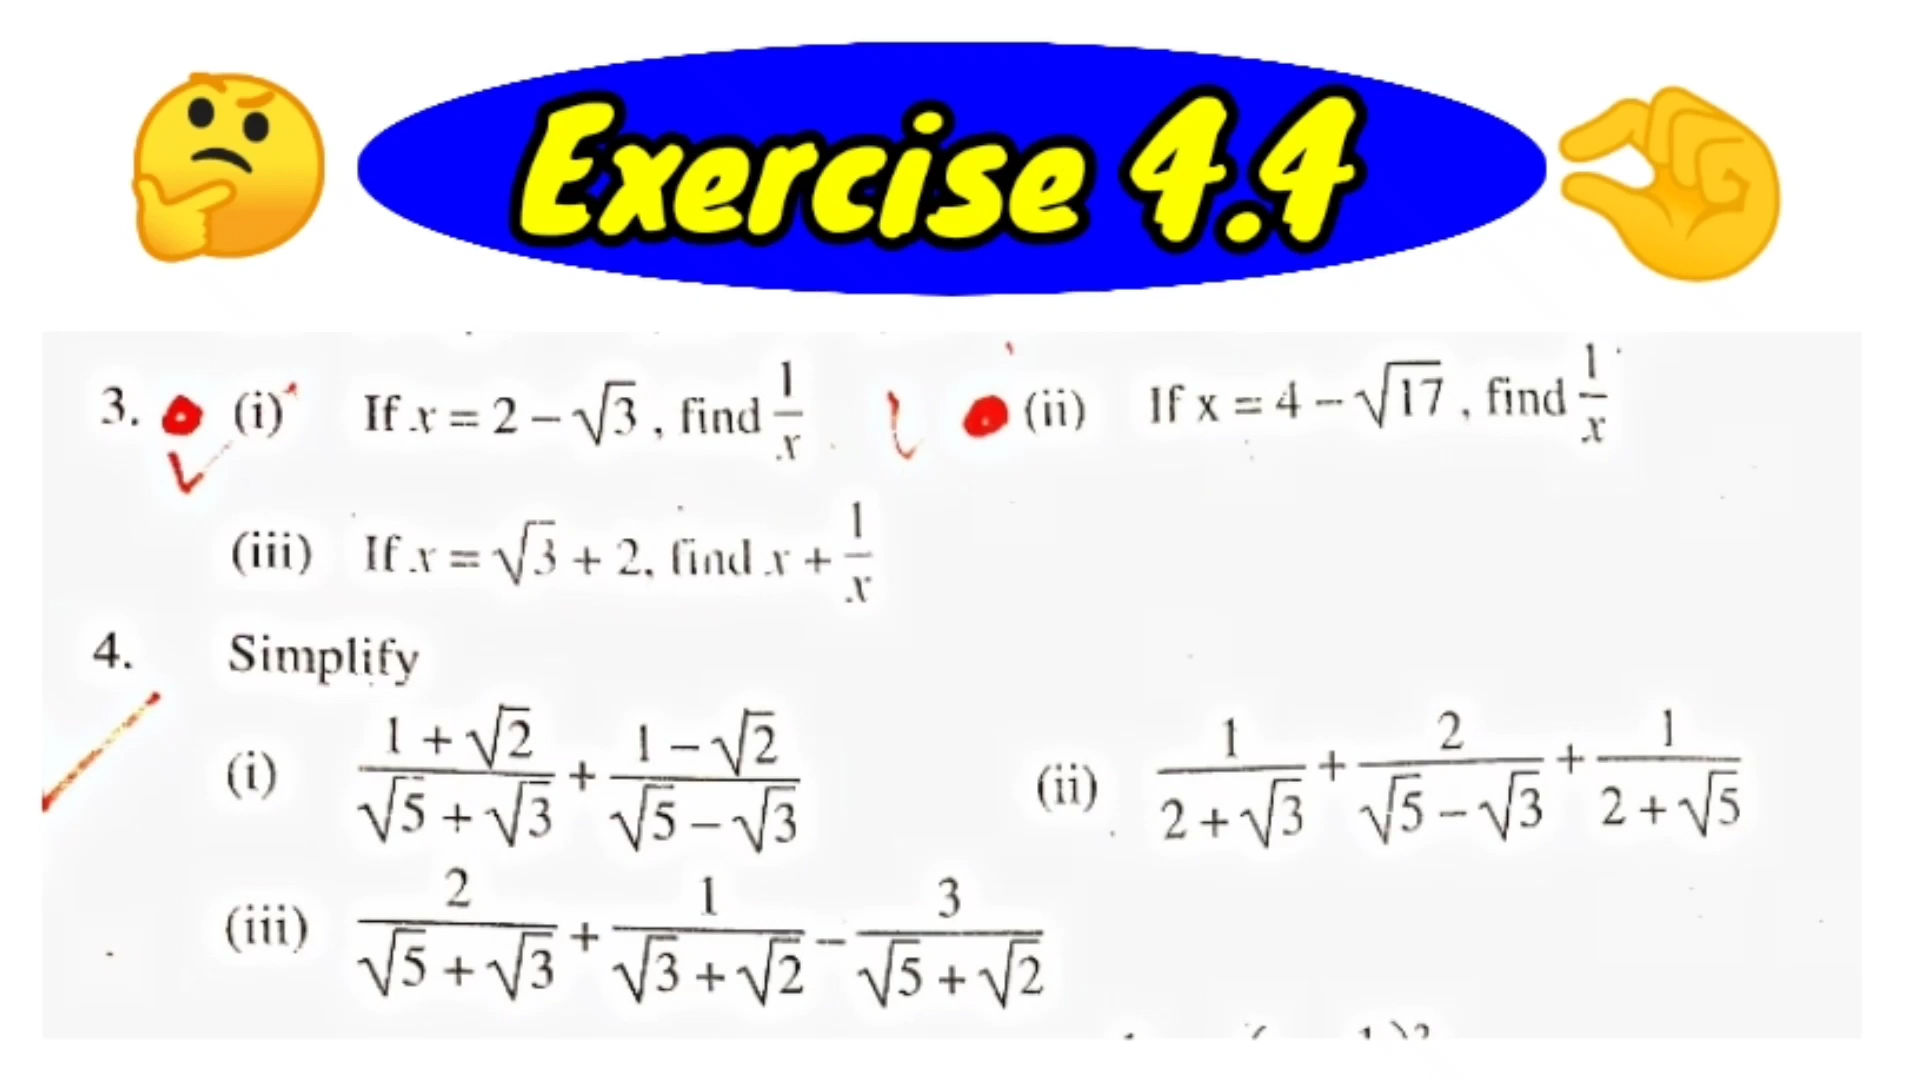 Exercise 4.4
3. (i) If x = 2 − √3 , find 1/x (ii) If x = 4 − √17 , find 1/x
(iii) If x = √3 + 2, find x + 1/x
4. Simplify
(i) (1 + √2)/(√5 + √3) + (1 − √2)/(√5 − √3) (ii) 1/(2 + √3) + 2/(√5 − √3) + 1/(2 + √5)
(iii) 2/(√5 + √3) + 1/(√3 + √2) − 3/(√5 + √2)